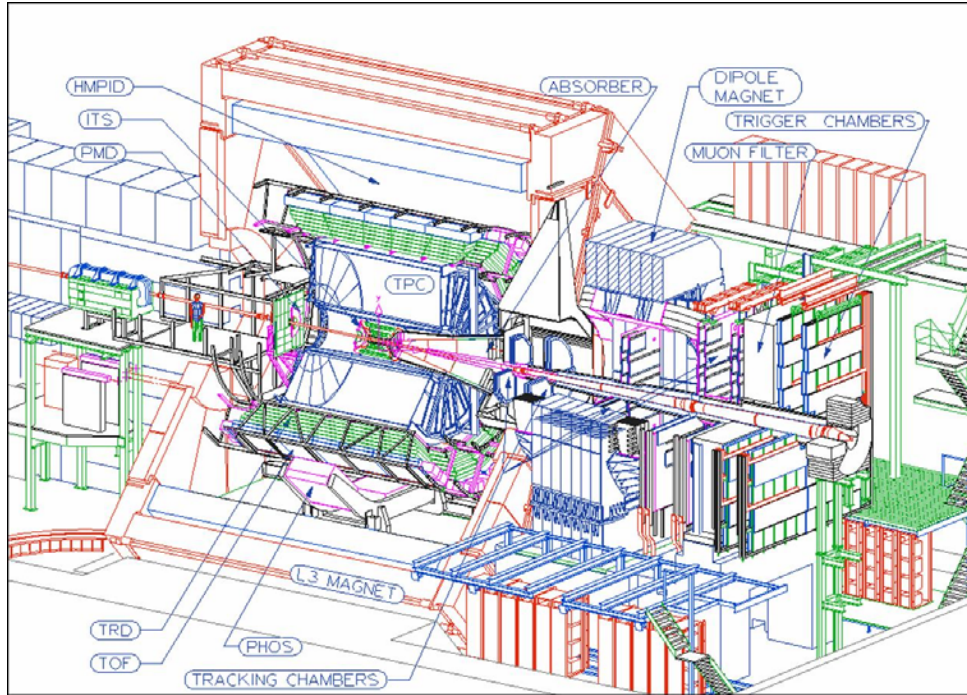 HMPID
ITS
PMD
ABSORBER
DIPOLE
MAGNET
TRIGGER CHAMBERS
MUON FILTER
TPC
L3 MAGNET
TRD
TOF
PHOS
TRACKING CHAMBERS